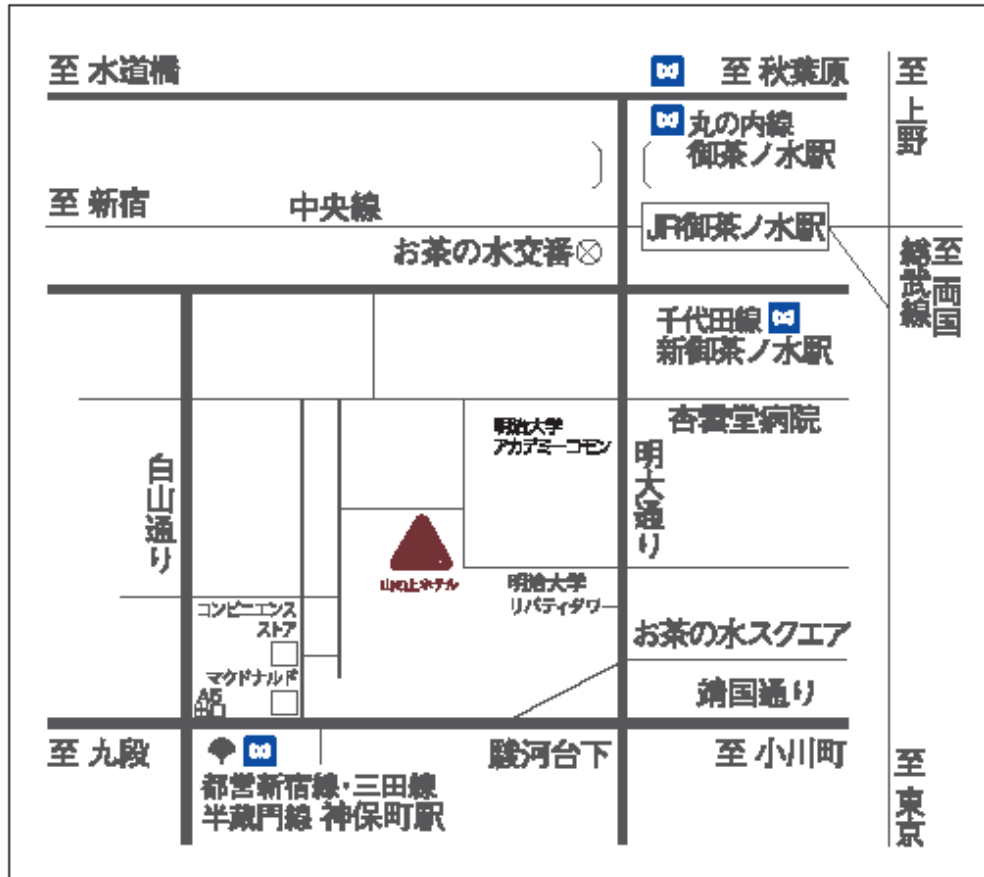 至 水道橋
至 秋葉原
至 上野
丸の内線
御茶ノ水駅
至 新宿
中央線
JR御茶ノ水駅
お茶の水交番
総武線
至 両国
千代田線
新御茶ノ水駅
明治大学
アカデミーコモン
杏雲堂病院
白山通り
明大通り
山の上ホテル
明治大学
リバティタワー
コンビニエンス
ストア
お茶の水スクエア
マクドナルド
A5
出口
靖国通り
至 九段
駿河台下
至 小川町
至 東京
都営新宿線・三田線
半蔵門線 神保町駅